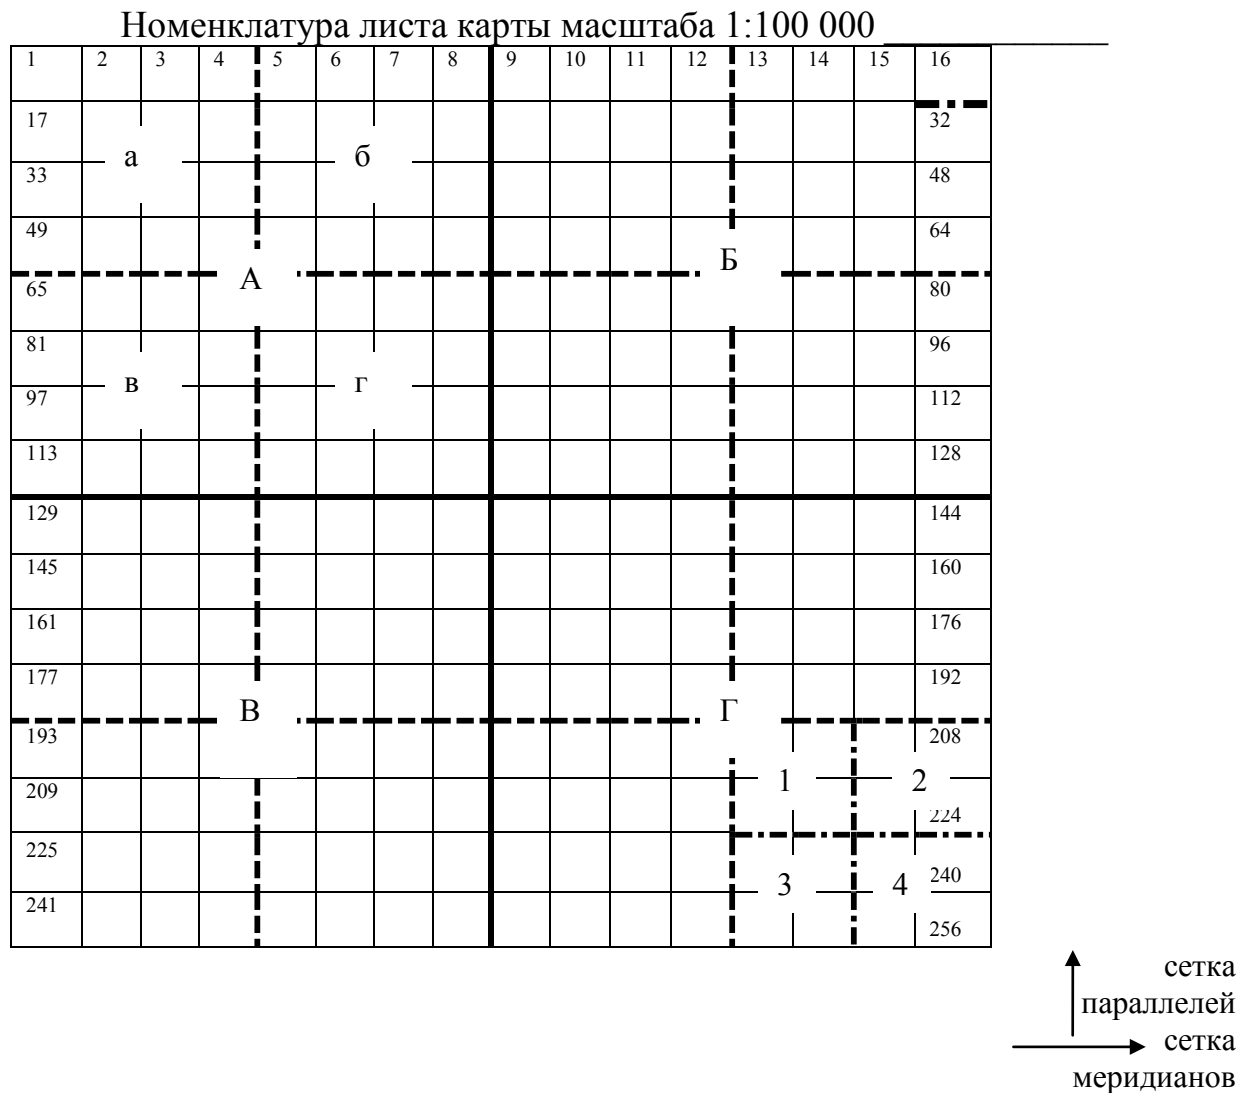 Номенклатура листа карты масштаба 1:100 000 ________________
1 2 3 4 5 6 7 8 9 10 11 12 13 14 15 16
17 32
а б
33 48
49 64
А Б
65 80
81 96
в г
97 112
113 128
129 144
145 160
161 176
177 192
В Г
193 208
1 2
209 224
225 240
3 4
241 256
сетка
параллелей
сетка
меридианов